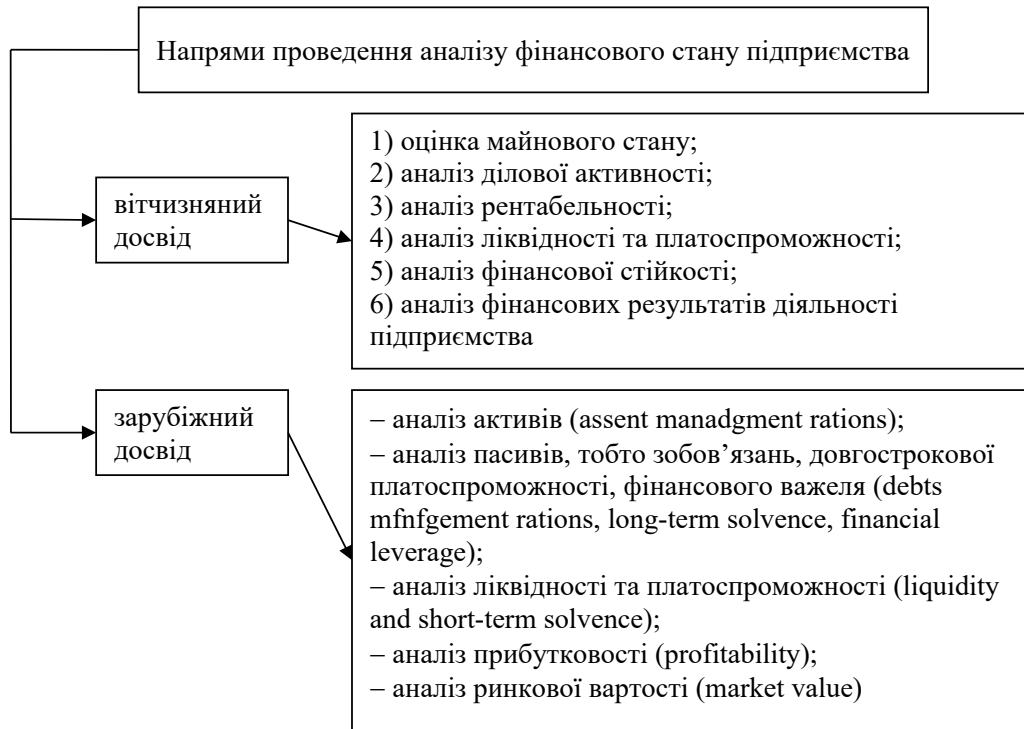 Напрями проведення аналізу фінансового стану підприємства
вітчизняний
досвід
1) оцінка майнового стану;
2) аналіз ділової активності;
3) аналіз рентабельності;
4) аналіз ліквідності та платоспроможності;
5) аналіз фінансової стійкості;
6) аналіз фінансових результатів діяльності
підприємства
зарубіжний
досвід
– аналіз активів (assent manadgment rations);
– аналіз пасивів, тобто зобов’язань, довгострокової
платоспроможності, фінансового важеля (debts
mfnfgement rations, long-term solvence, financial
leverage);
– аналіз ліквідності та платоспроможності (liquidity
and short-term solvence);
– аналіз прибутковості (profitability);
– аналіз ринкової вартості (market value)